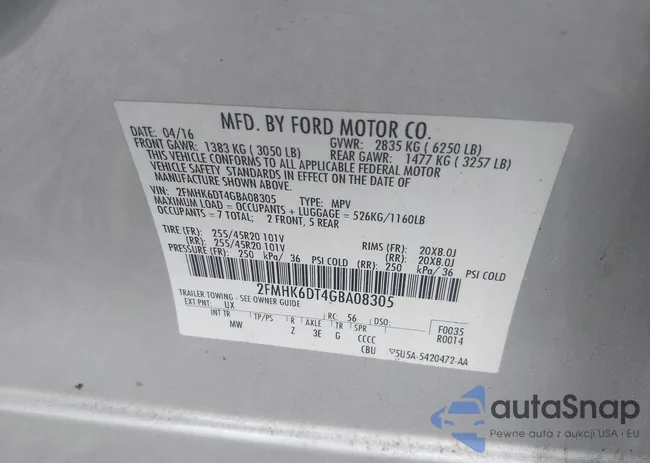 MFD. BY FORD MOTOR CO.
DATE: 04/16 GVWR: 2835 KG ( 6250 LB)
FRONT GAWR: 1383 KG ( 3050 LB) REAR GAWR: 1477 KG ( 3257 LB)
THIS VEHICLE CONFORMS TO ALL APPLICABLE FEDERAL MOTOR
VEHICLE SAFETY STANDARDS IN EFFECT ON THE DATE OF
MANUFACTURE SHOWN ABOVE.
VIN: 2FMHK6DT4GBA08305 TYPE: MPV
MAXIMUM LOAD = OCCUPANTS + LUGGAGE = 526KG/1160LB
OCCUPANTS = 7 TOTAL; 2 FRONT, 5 REAR
TIRE (FR): 255/45R20 101V RIMS (FR): 20X8.0J
(RR): 255/45R20 101V (RR): 20X8.0J
PRESSURE (FR): 250 kPa/ 36 PSI COLD (RR): 250 kPa/ 36 PSI COLD
2FMHK6DT4GBA08305
TRAILER TOWING - SEE OWNER GUIDE
EXT PNT: UX RC: 56 DSO: F0035
INT TR TP/PS R AXLE TR SPR R0014
MW Z 3E G CCCC
CBU ▽5U5A-5420472-AA
autaSnap
Pewne auta z aukcji USA · EU